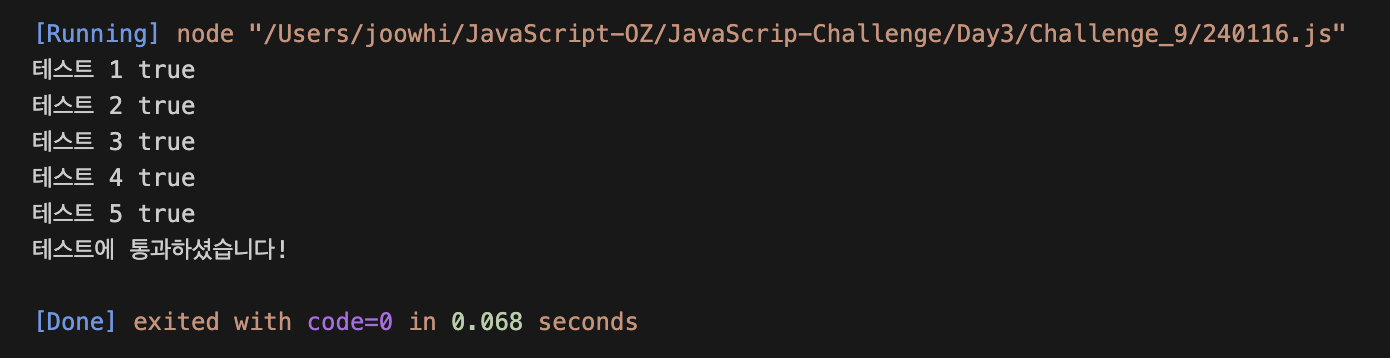 [Running] node "/Users/joowhi/JavaScript-OZ/JavaScrip-Challenge/Day3/Challenge_9/240116.js"
테스트 1 true
테스트 2 true
테스트 3 true
테스트 4 true
테스트 5 true
테스트에 통과하셨습니다!
[Done] exited with code=0 in 0.068 seconds